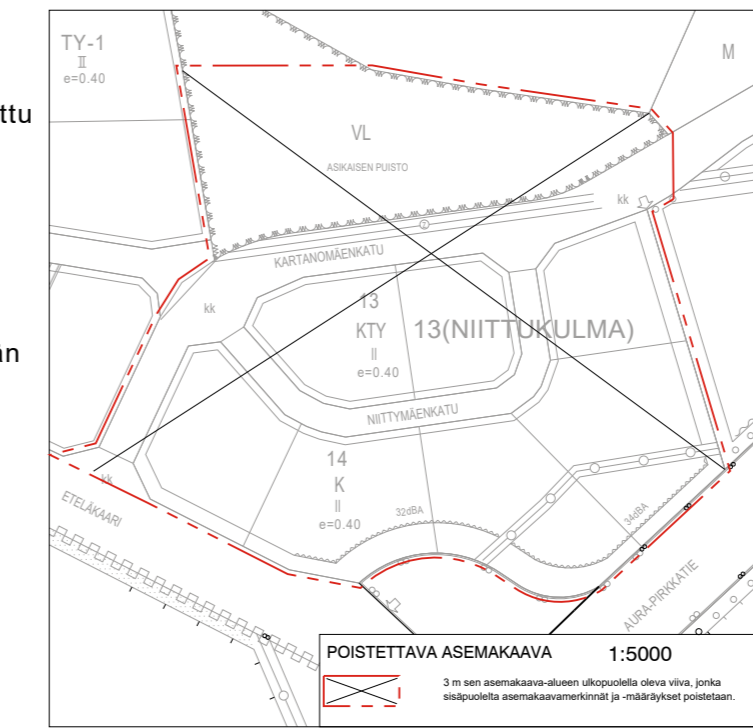 TY-1
II
e=0.40
ttu
M
VL
ASIKAISEN PUISTO
kk
KARTANOMÄENKATU
kk
13
KTY
II
e=0.40
13(NIITTUKULMA)
än
NIITTYMÄENKATU
14
K
II
e=0.40
kk
ETELÄKAARI
32dBA
34dBA
AURA-PIRKKATIE
POISTETTAVA ASEMAKAAVA 1:5000
3 m sen asemakaava-alueen ulkopuolella oleva viiva, jonka
sisäpuolelta asemakaavamerkinnät ja -määräykset poistetaan.